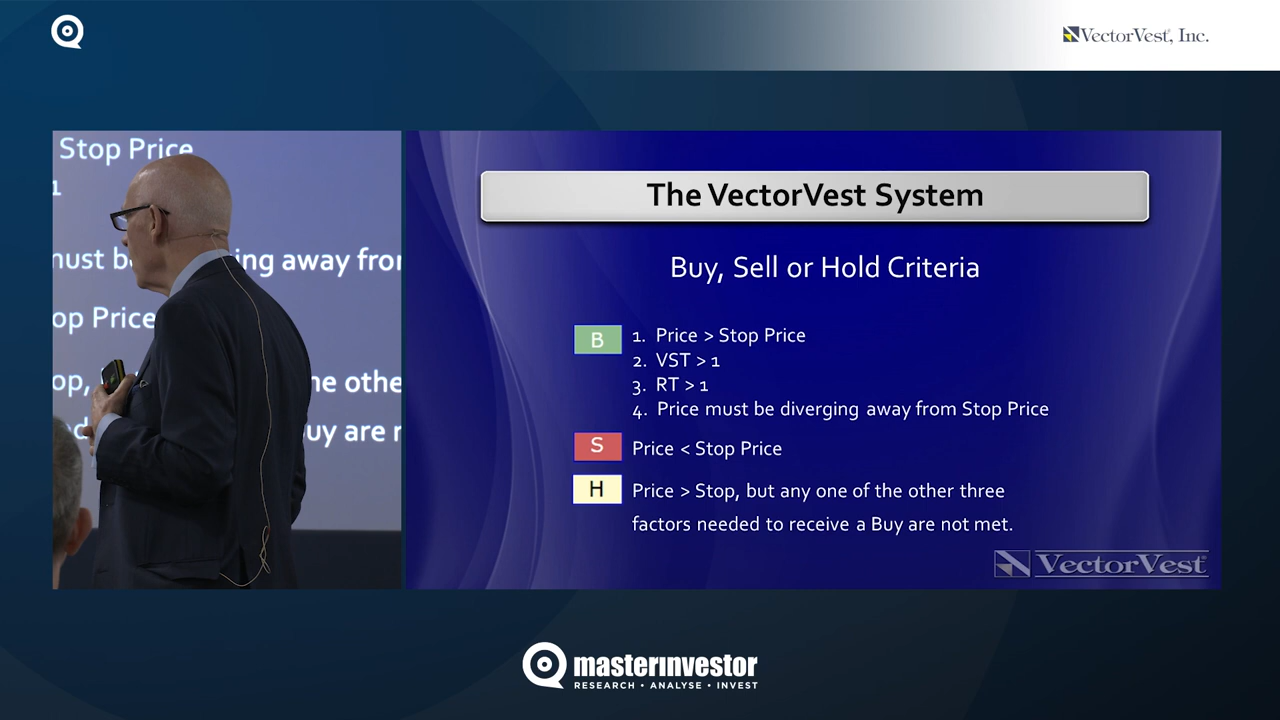 VectorVest, Inc.
Stop Price
1
must be
ing away from
op Price
op,
he othe
uy are n
The VectorVest System
Buy, Sell or Hold Criteria
B
1. Price > Stop Price
2. VST > 1
3. RT > 1
4. Price must be diverging away from Stop Price
S
Price < Stop Price
H
Price > Stop, but any one of the other three
factors needed to receive a Buy are not met.
VectorVest
masterinvestor
RESEARCH • ANALYSE • INVEST